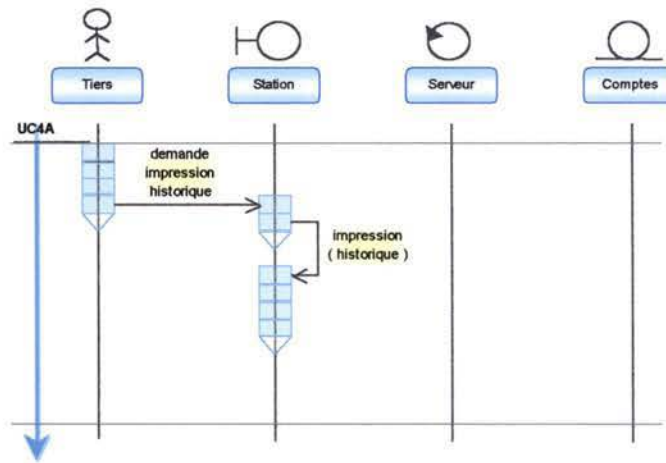 Tiers
Station
Serveur
Comptes
UC4A
demande
impression
historique
impression
( historique )